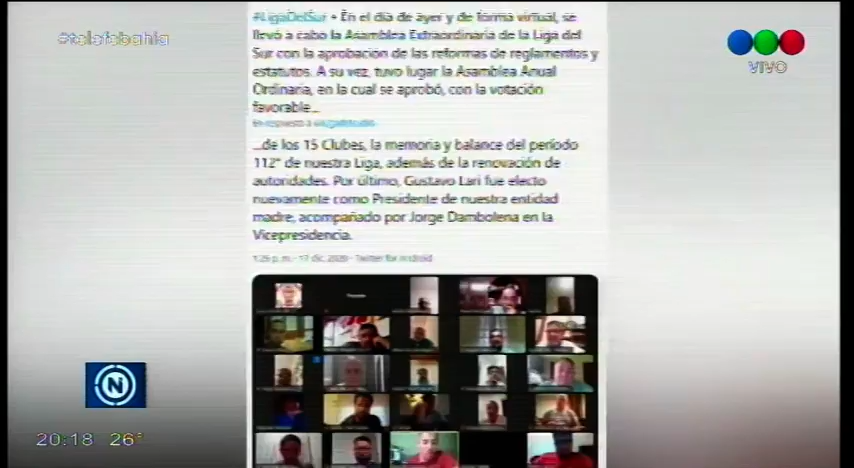 #LigaDelSur • En el día de ayer y de forma virtual, se
llevó a cabo la Asamblea Extraordinaria de la Liga del
Sur con la aprobación de las reformas de reglamentos y
estatutos. A su vez, tuvo lugar la Asamblea Anual
Ordinaria, en la cual se aprobó, con la votación
favorable...
En respuesta a
...de los 15 Clubes, la memoria y balance del período
112° de nuestra Liga, además de la renovación de
autoridades. Por último, Gustavo Lari fue electo
nuevamente como Presidente de nuestra entidad
madre, acompañado por Jorge Dambolena en la
Vicepresidencia.
1:25 p. m. · 17 dic. 2020 · Twitter for Android
#telefebahia
VIVO
N
20:18 26°